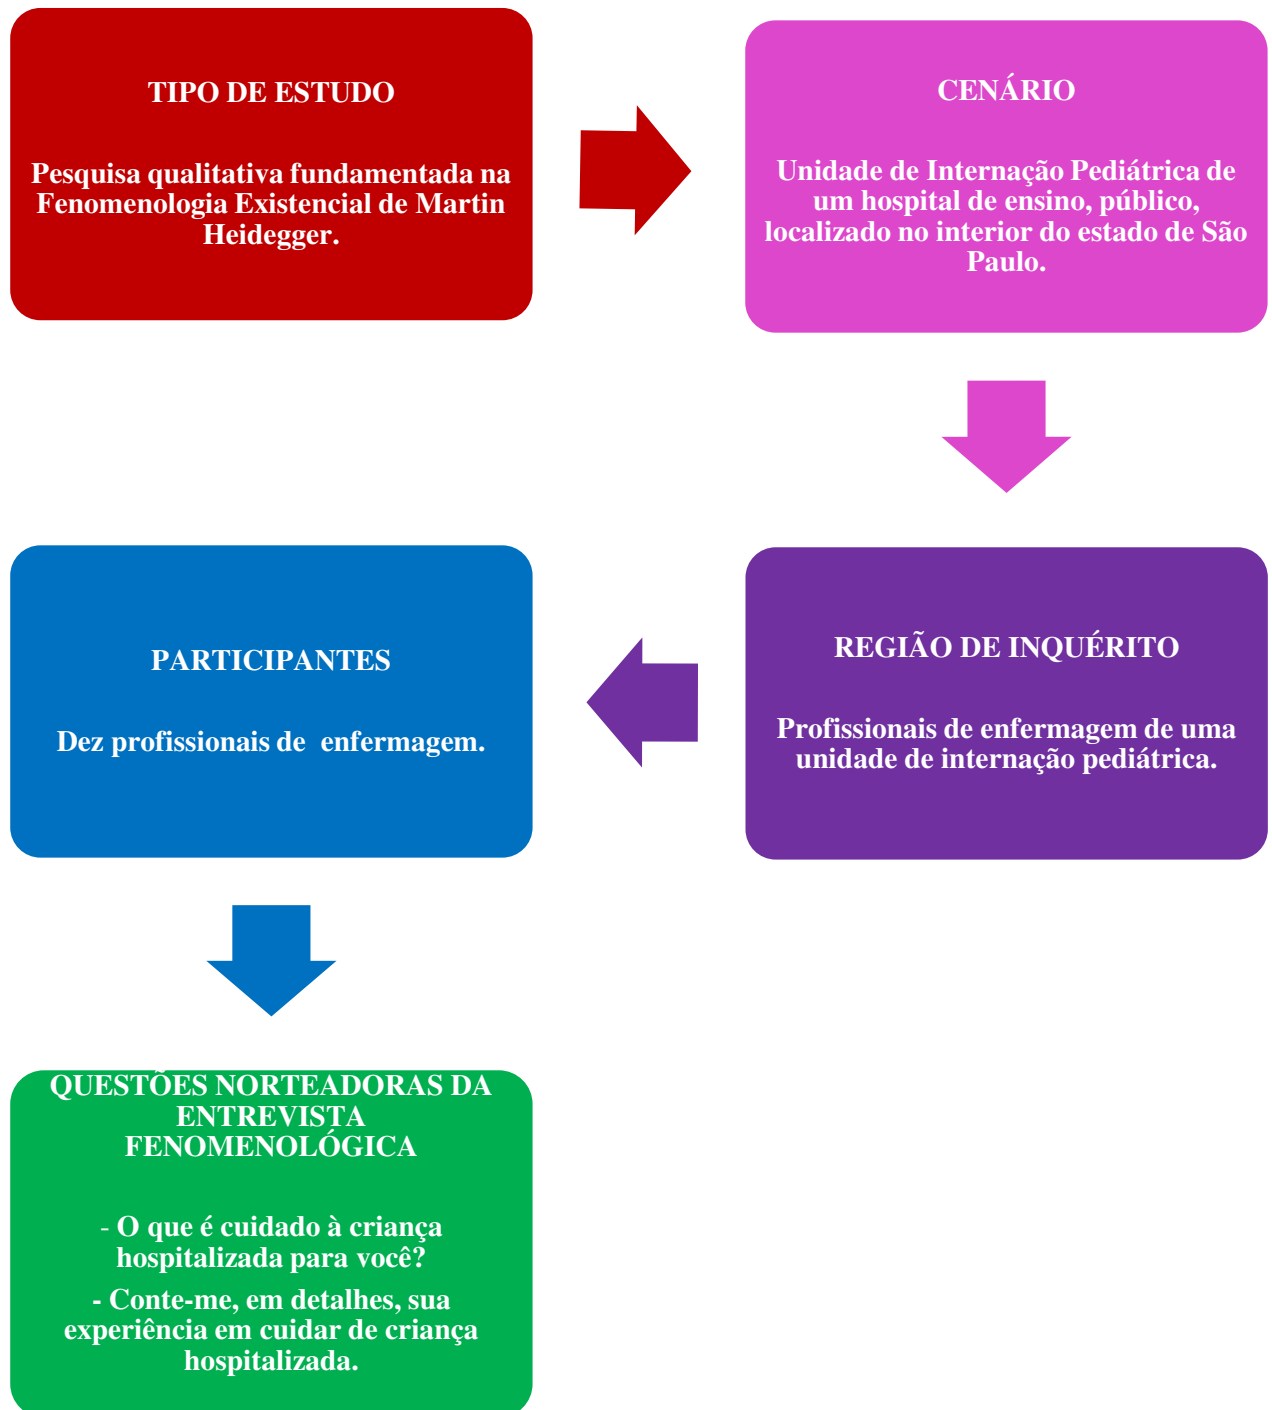 TIPO DE ESTUDO
Pesquisa qualitativa fundamentada na
Fenomenologia Existencial de Martin
Heidegger.
CENÁRIO
Unidade de Internação Pediátrica de
um hospital de ensino, público,
localizado no interior do estado de São
Paulo.
REGIÃO DE INQUÉRITO
Profissionais de enfermagem de uma
unidade de internação pediátrica.
PARTICIPANTES
Dez profissionais de enfermagem.
QUESTÕES NORTEADORAS DA
ENTREVISTA
FENOMENOLÓGICA
- O que é cuidado à criança
hospitalizada para você?
- Conte-me, em detalhes, sua
experiência em cuidar de criança
hospitalizada.